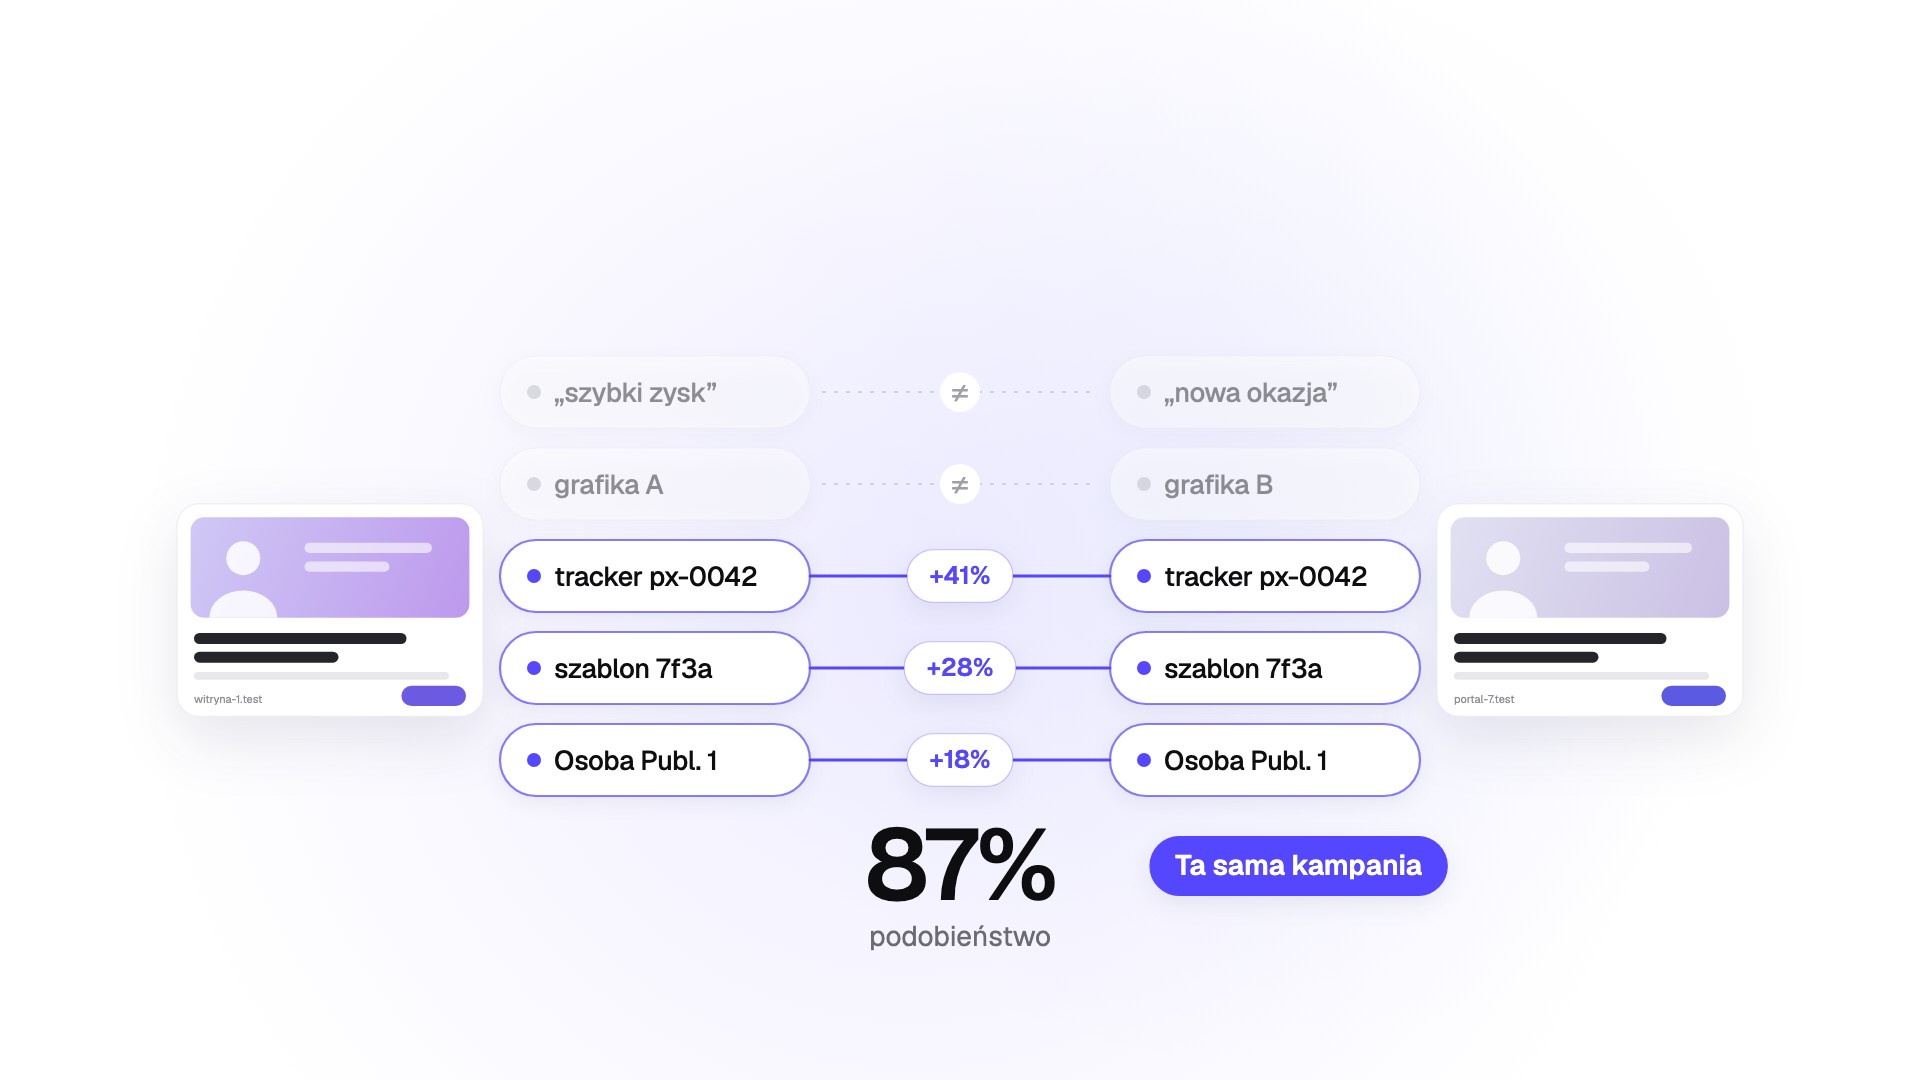 „szybki zysk” ≠ „nowa okazja”
grafika A ≠ grafika B
tracker px-0042 +41% tracker px-0042
szablon 7f3a +28% szablon 7f3a
witryna-1.test
portal-7.test
Osoba Publ. 1 +18% Osoba Publ. 1
87%
Ta sama kampania
podobieństwo